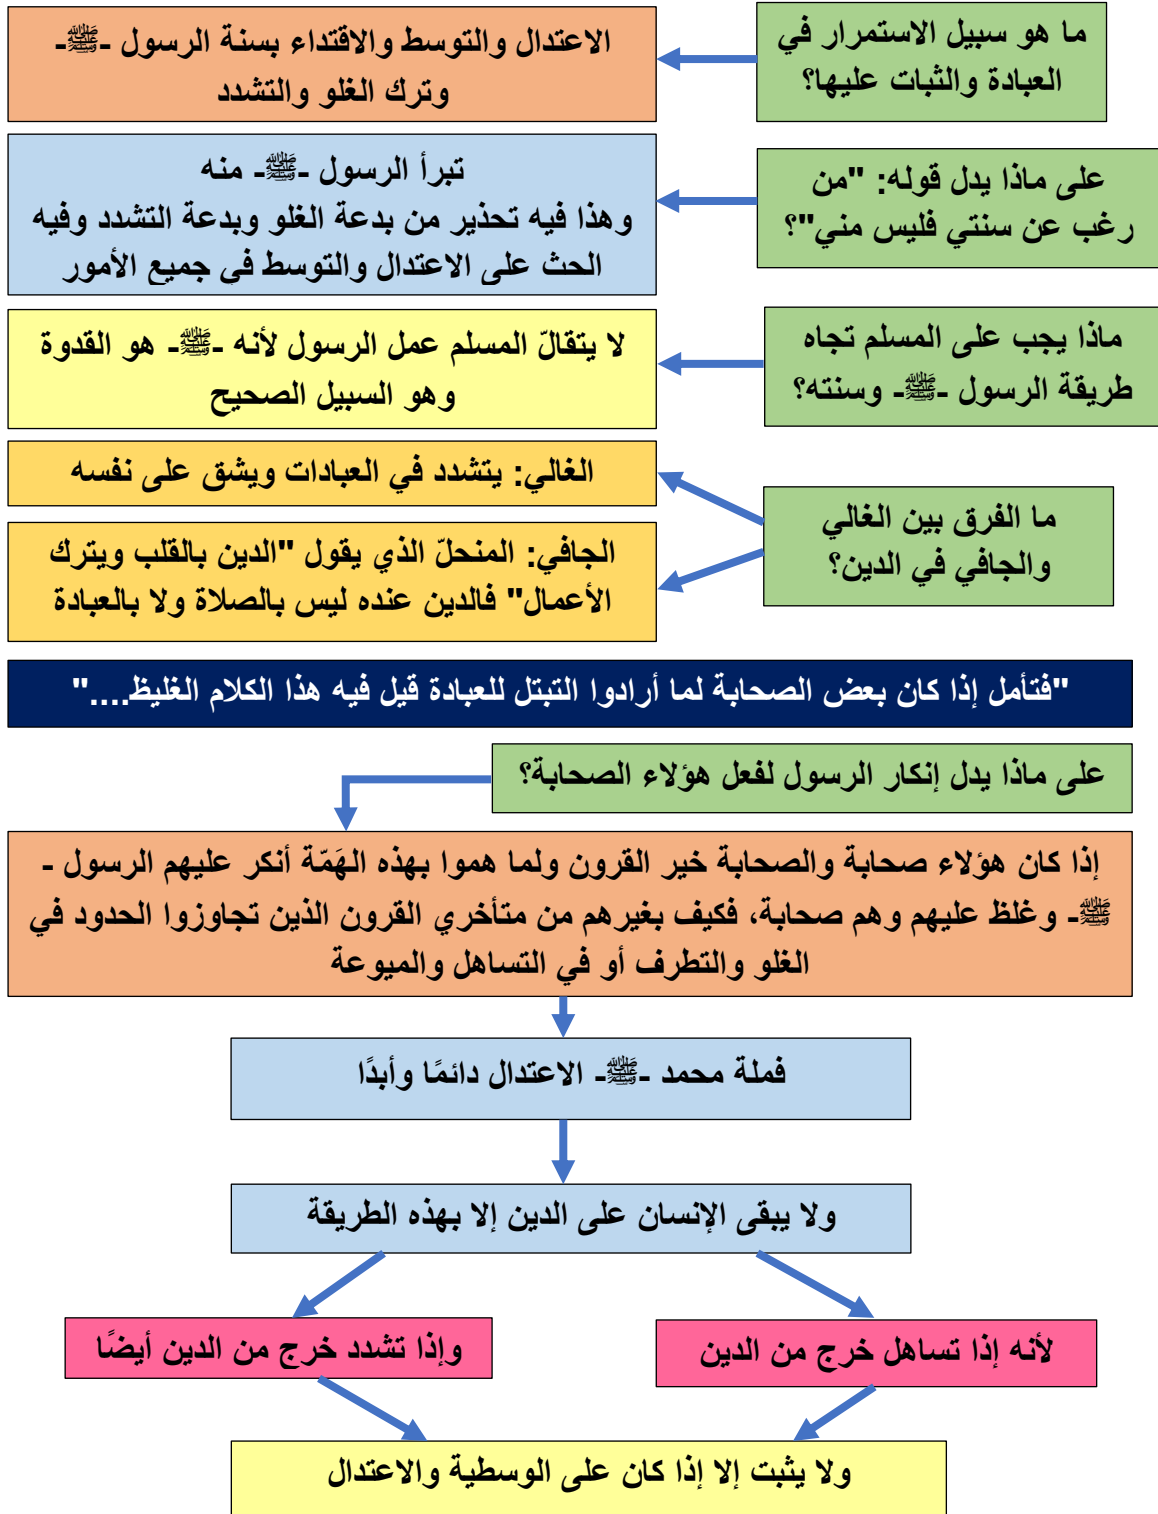 ما هو سبيل الاستمرار في
العبادة والثبات عليها؟
الاعتدال والتوسط والاقتداء بسنة الرسول -ﷺ-
وترك الغلو والتشدد
على ماذا يدل قوله: "من
رغب عن سنتي فليس مني"؟
تبرأ الرسول -ﷺ- منه
وهذا فيه تحذير من بدعة الغلو وبدعة التشدد وفيه
الحث على الاعتدال والتوسط في جميع الأمور
ماذا يجب على المسلم تجاه
طريقة الرسول -ﷺ- وسنته؟
لا يتقالّ المسلم عمل الرسول لأنه -ﷺ- هو القدوة
وهو السبيل الصحيح
ما الفرق بين الغالي
والجافي في الدين؟
الغالي: يتشدد في العبادات ويشق على نفسه
الجافي: المنحلّ الذي يقول "الدين بالقلب ويترك
الأعمال" فالدين عنده ليس بالصلاة ولا بالعبادة
"فتأمل إذا كان بعض الصحابة لما أرادوا التبتل للعبادة قيل فيه هذا الكلام الغليظ...."
على ماذا يدل إنكار الرسول لفعل هؤلاء الصحابة؟
إذا كان هؤلاء صحابة والصحابة خير القرون ولما هموا بهذه الهَمّة أنكر عليهم الرسول -
ﷺ- وغلظ عليهم وهم صحابة، فكيف بغيرهم من متأخري القرون الذين تجاوزوا الحدود في
الغلو والتطرف أو في التساهل والميوعة
فملة محمد -ﷺ- الاعتدال دائمًا وأبدًا
ولا يبقى الإنسان على الدين إلا بهذه الطريقة
لأنه إذا تساهل خرج من الدين
وإذا تشدد خرج من الدين أيضًا
ولا يثبت إلا إذا كان على الوسطية والاعتدال